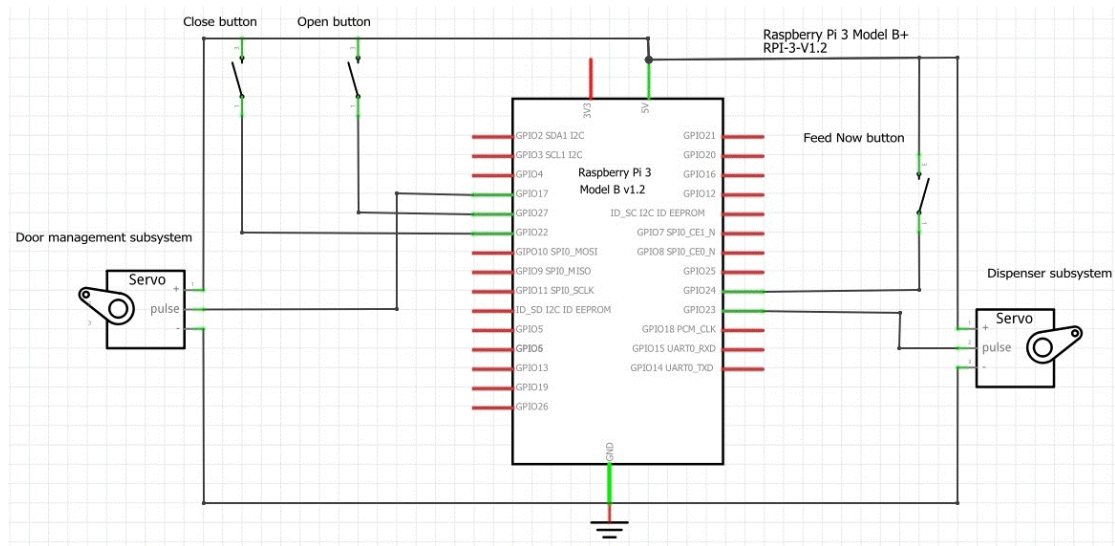 Close button
Open button
Raspberry Pi 3 Model B+
RPI-3-V1.2
3V3
5V
Feed Now button
GPIO2 SDA1 I2C
GPIO3 SCL1 I2C
GPIO4
GPIO17
GPIO27
GPIO22
GIPO10 SPI0_MOSI
GPIO9 SPI0_MISO
GPIO11 SPI0_SCLK
ID_SD I2C ID EEPROM
GPIO5
GPIO6
GPIO13
GPIO19
GPIO26
Raspberry Pi 3
Model B v1.2
GPIO21
GPIO20
GPIO16
GPIO12
ID_SC I2C ID EEPROM
GPIO7 SPI0_CE1_N
GPIO8 SPI0_CE0_N
GPIO25
GPIO24
GPIO23
GPIO18 PCM_CLK
GPIO15 UART0_RXD
GPIO14 UART0_TXD
GND
Door management subsystem
Servo
+
pulse
-
Dispenser subsystem
Servo
+
pulse
-